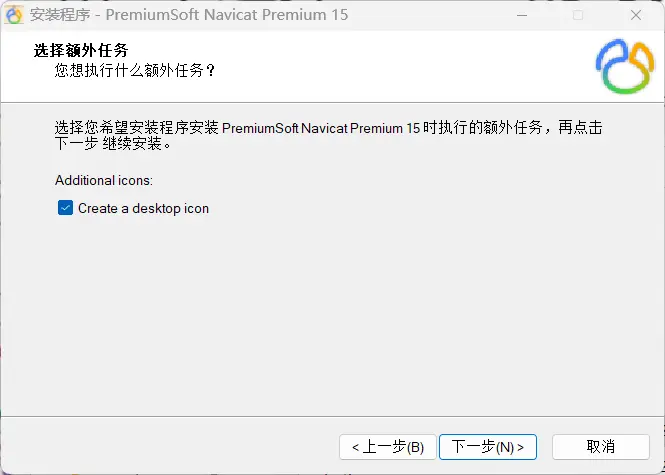 安装程序 - PremiumSoft Navicat Premium 15
选择额外任务
您想执行什么额外任务？
选择您希望安装程序安装 PremiumSoft Navicat Premium 15 时执行的额外任务，再点击
下一步 继续安装。
Additional icons:
Create a desktop icon
< 上一步(B)
下一步(N) >
取消